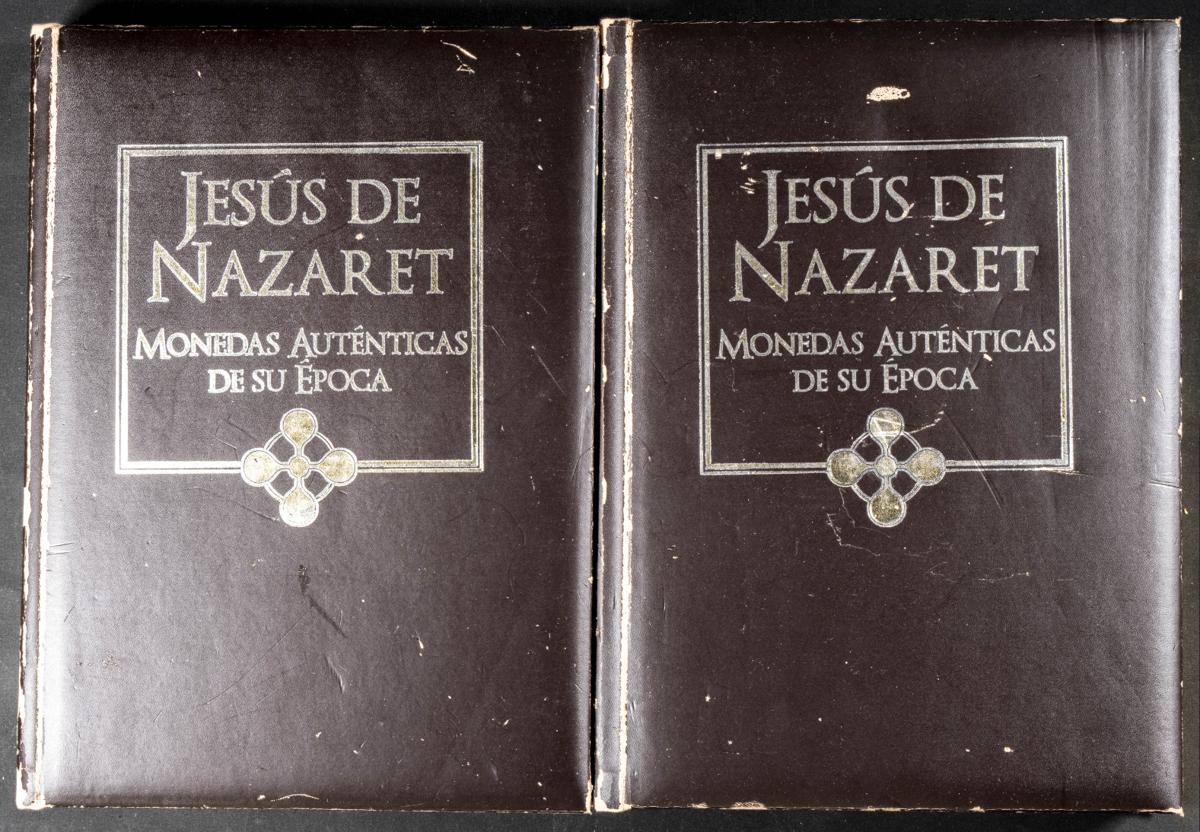 Jesús de
Nazaret
Monedas Auténticas
de su Época
Jesús de
Nazaret
Monedas Auténticas
de su Época